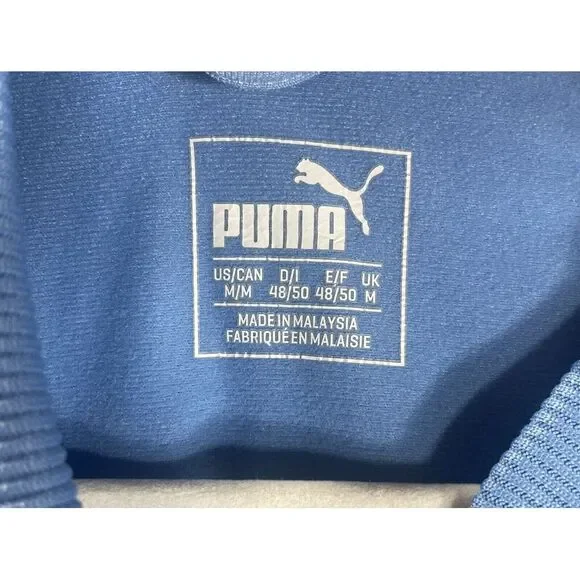 PUMA
US/CAN D/I E/F UK
M/M 48/50 48/50 M
MADE IN MALAYSIA
FABRIQUÉ EN MALAISIE